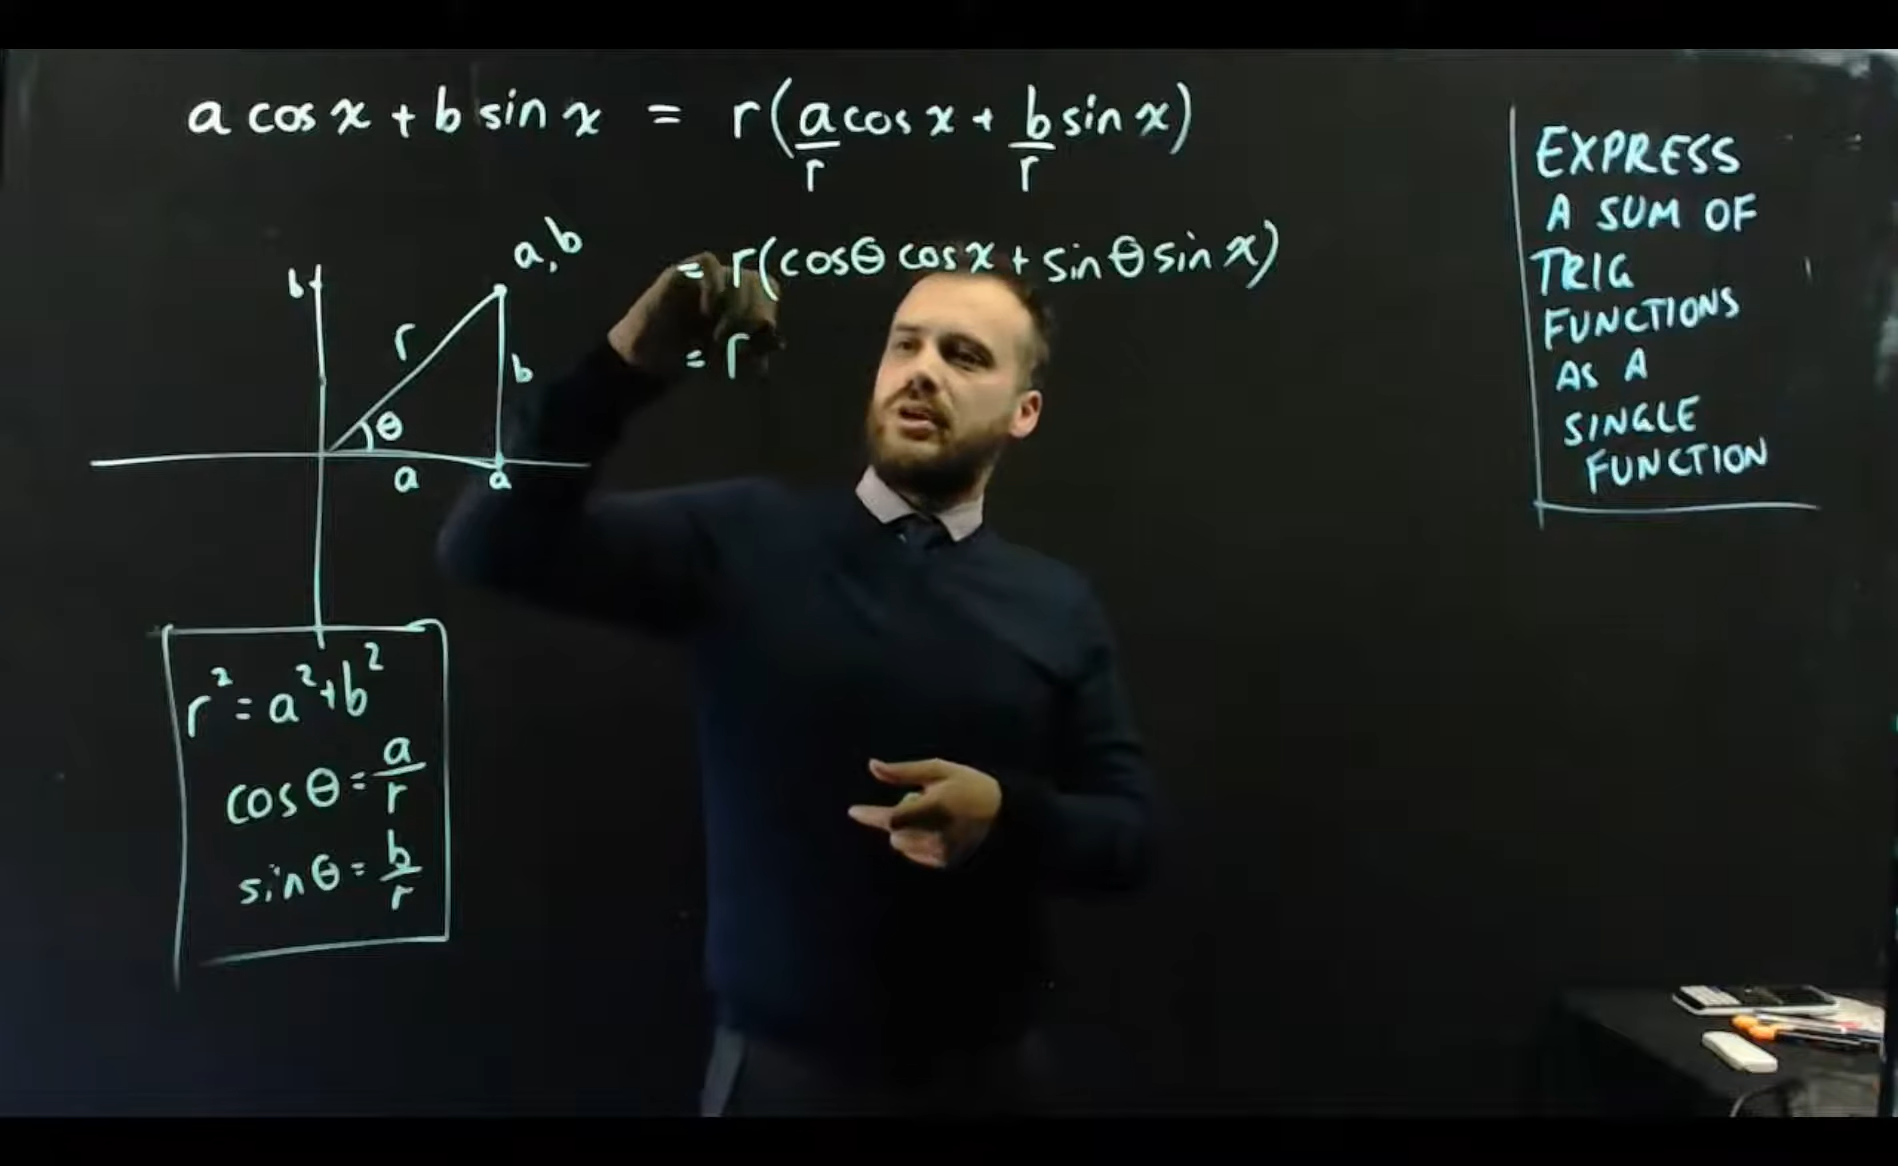 a cos x + b sin x = r(a/r cos x + b/r sin x)
= r(cosθ cos x + sinθ sin x)
= r
a,b
b
r
b
θ
a
a
r² = a² + b²
cosθ = a/r
sinθ = b/r
EXPRESS
A SUM OF
TRIG
FUNCTIONS
AS A
SINGLE
FUNCTION